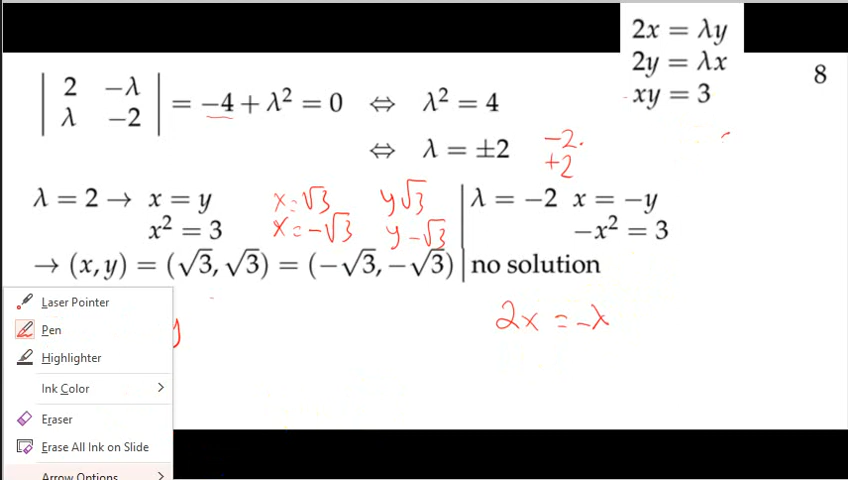 2x = λy
2y = λx
xy = 3
8
| 2 −λ |
| λ −2 | = −4 + λ² = 0 ⇔ λ² = 4
⇔ λ = ±2
−2.
+2
λ = 2 → x = y
x² = 3
x = √3 y √3
x = −√3 y −√3
→ (x, y) = (√3, √3) = (−√3, −√3)
λ = −2 x = −y
−x² = 3
no solution
2x = −λ
y
Laser Pointer
Pen
Highlighter
Ink Color
Eraser
Erase All Ink on Slide
Arrow Options